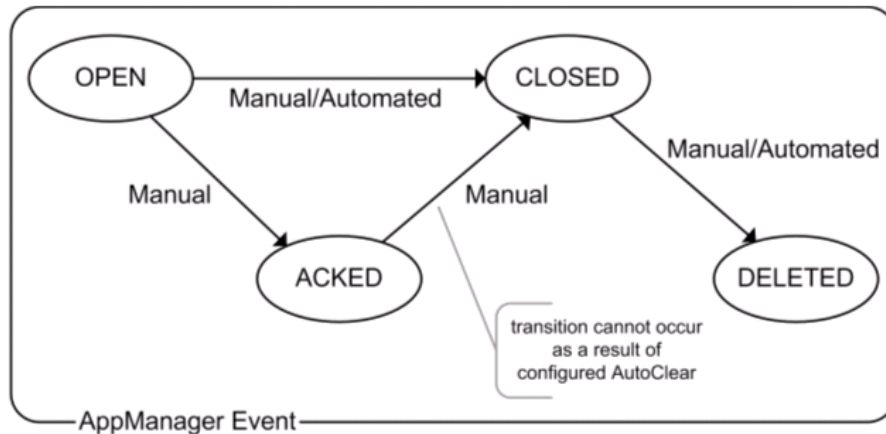 OPEN
CLOSED
Manual/Automated
Manual/Automated
Manual
Manual
ACKED
DELETED
transition cannot occur
as a result of
configured AutoClear
AppManager Event